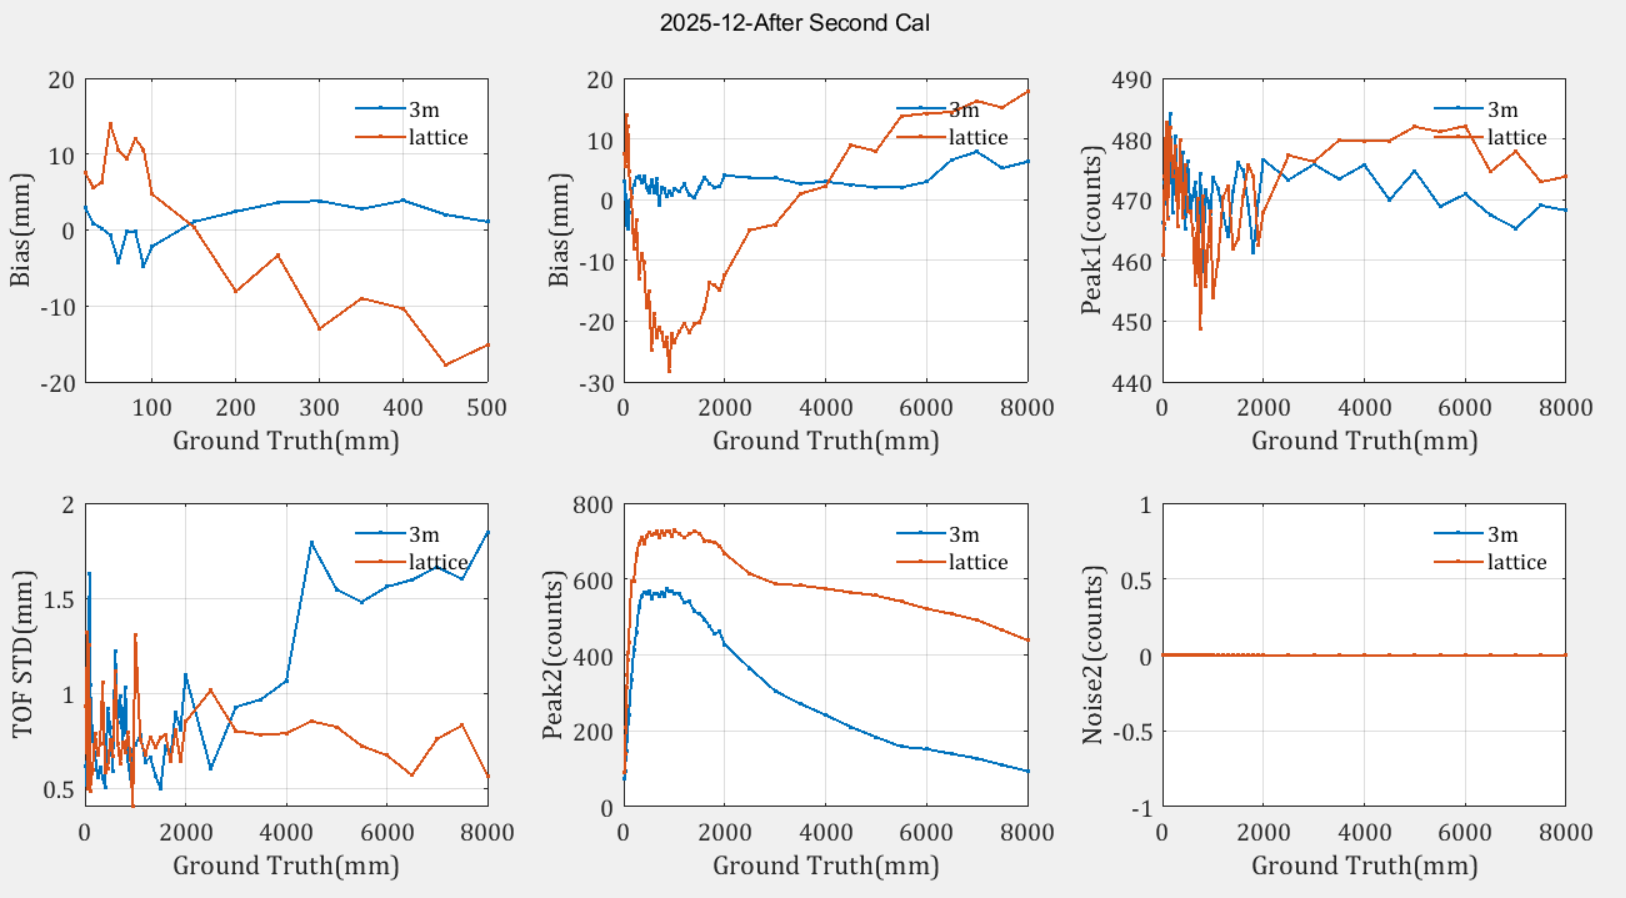 2025-12-After Second Cal
20
10
0
-10
-20
Bias(mm)
3m
lattice
100 200 300 400 500
Ground Truth(mm)
20
10
0
-10
-20
-30
Bias(mm)
3m
lattice
0 2000 4000 6000 8000
Ground Truth(mm)
490
480
470
460
450
440
Peak1(counts)
3m
lattice
0 2000 4000 6000 8000
Ground Truth(mm)
2
1.5
1
0.5
TOF STD(mm)
3m
lattice
0 2000 4000 6000 8000
Ground Truth(mm)
800
600
400
200
0
Peak2(counts)
3m
lattice
0 2000 4000 6000 8000
Ground Truth(mm)
1
0.5
0
-0.5
-1
Noise2(counts)
3m
lattice
0 2000 4000 6000 8000
Ground Truth(mm)